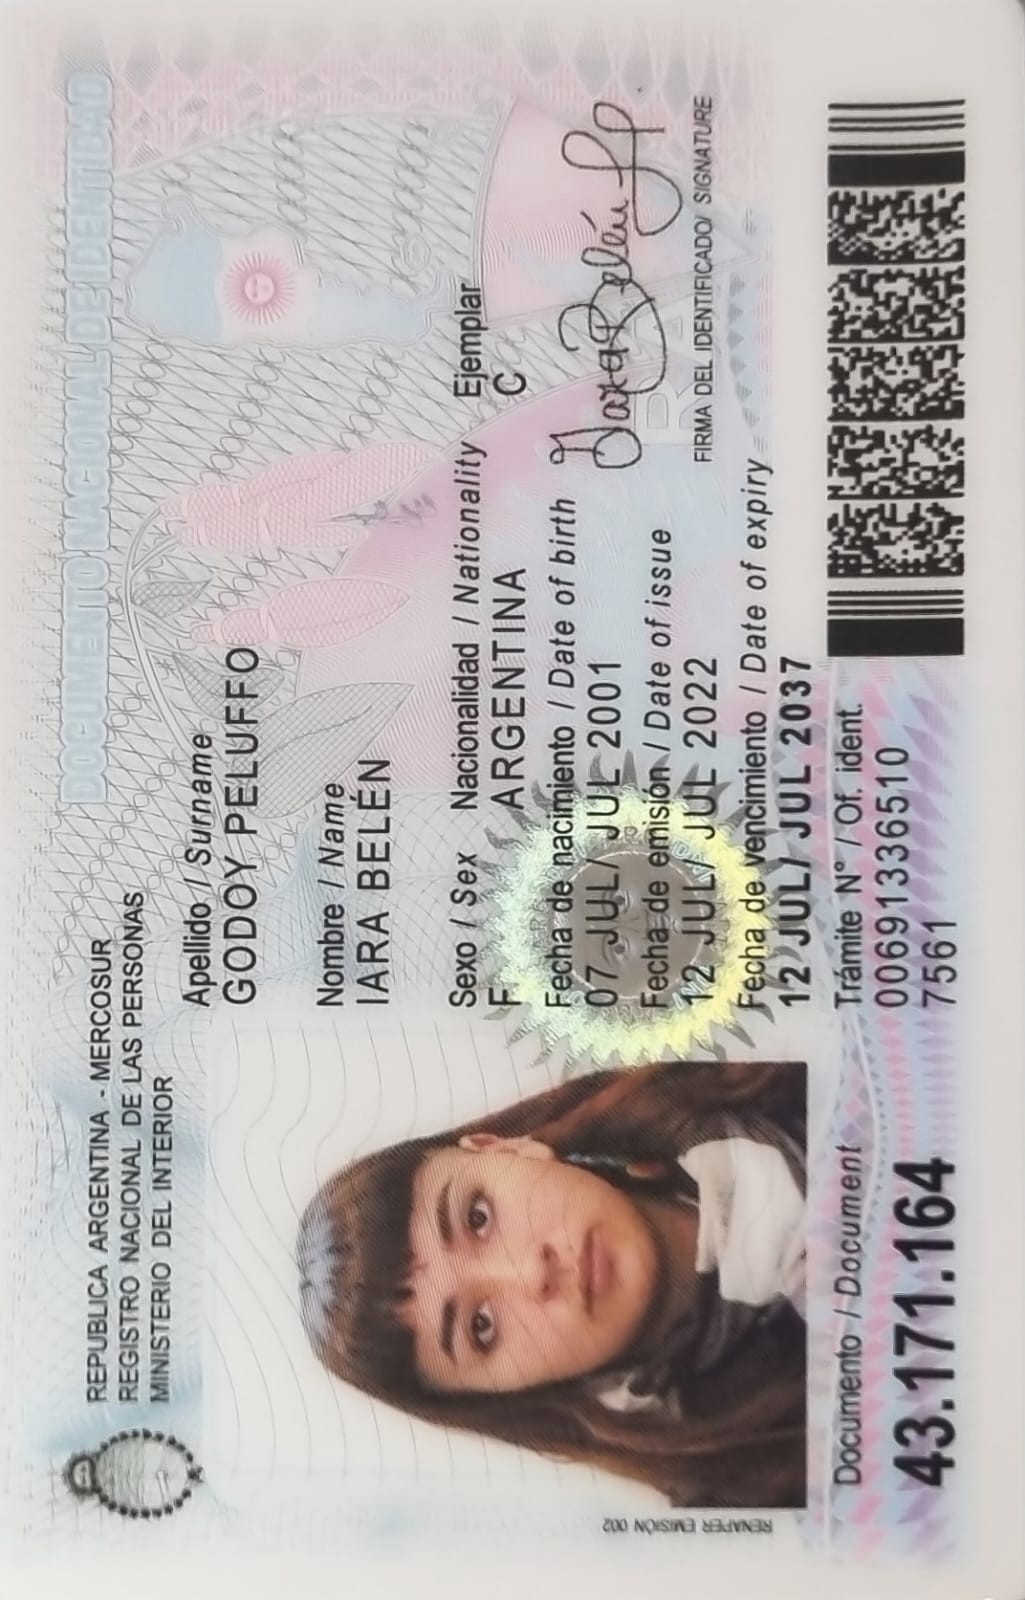 DOCUMENTO NACIONAL DE IDENTIDAD
REPUBLICA ARGENTINA - MERCOSUR
REGISTRO NACIONAL DE LAS PERSONAS
MINISTERIO DEL INTERIOR
Apellido / Surname
GODOY PELUFFO
Nombre / Name
IARA BELÉN
Sexo / Sex Nacionalidad / Nationality Ejemplar
F ARGENTINA C
Fecha de nacimiento / Date of birth
07 JUL/ JUL 2001
Fecha de emisión / Date of issue
12 JUL/ JUL 2022
Fecha de vencimiento / Date of expiry
12 JUL/ JUL 2037
Iara Belén
FIRMA DEL IDENTIFICADO/ SIGNATURE
Trámite N° / Of. ident.
00691336510
7561
Documento / Document
43.171.164
RENAPER EMISIÓN 002